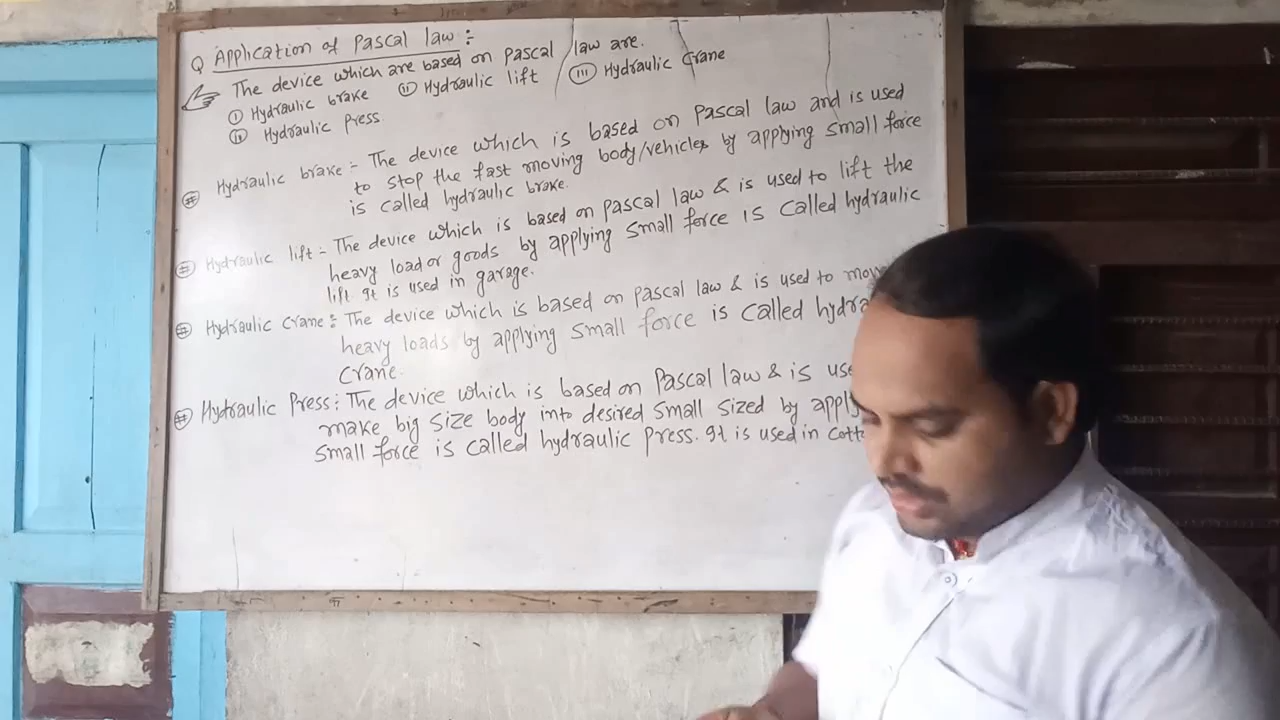 Q Application of Pascal law :-
The device which are based on Pascal law are.
(i) Hydraulic brake (ii) Hydraulic lift (iii) Hydraulic Crane
(iv) Hydraulic Press
# Hydraulic brake :- The device which is based on Pascal law and is used
to stop the fast moving body/vehicles by applying small force
is called hydraulic brake.
# Hydraulic lift :- The device which is based on Pascal law & is used to lift the
heavy load or goods by applying small force is called hydraulic
lift. It is used in garage.
# Hydraulic Crane :- The device which is based on Pascal law & is used to
heavy loads by applying small force is called
Crane.
# Hydraulic Press :- The device which is based on Pascal law & is
make big size body into desired small sized by
small force is called hydraulic press. It is used in